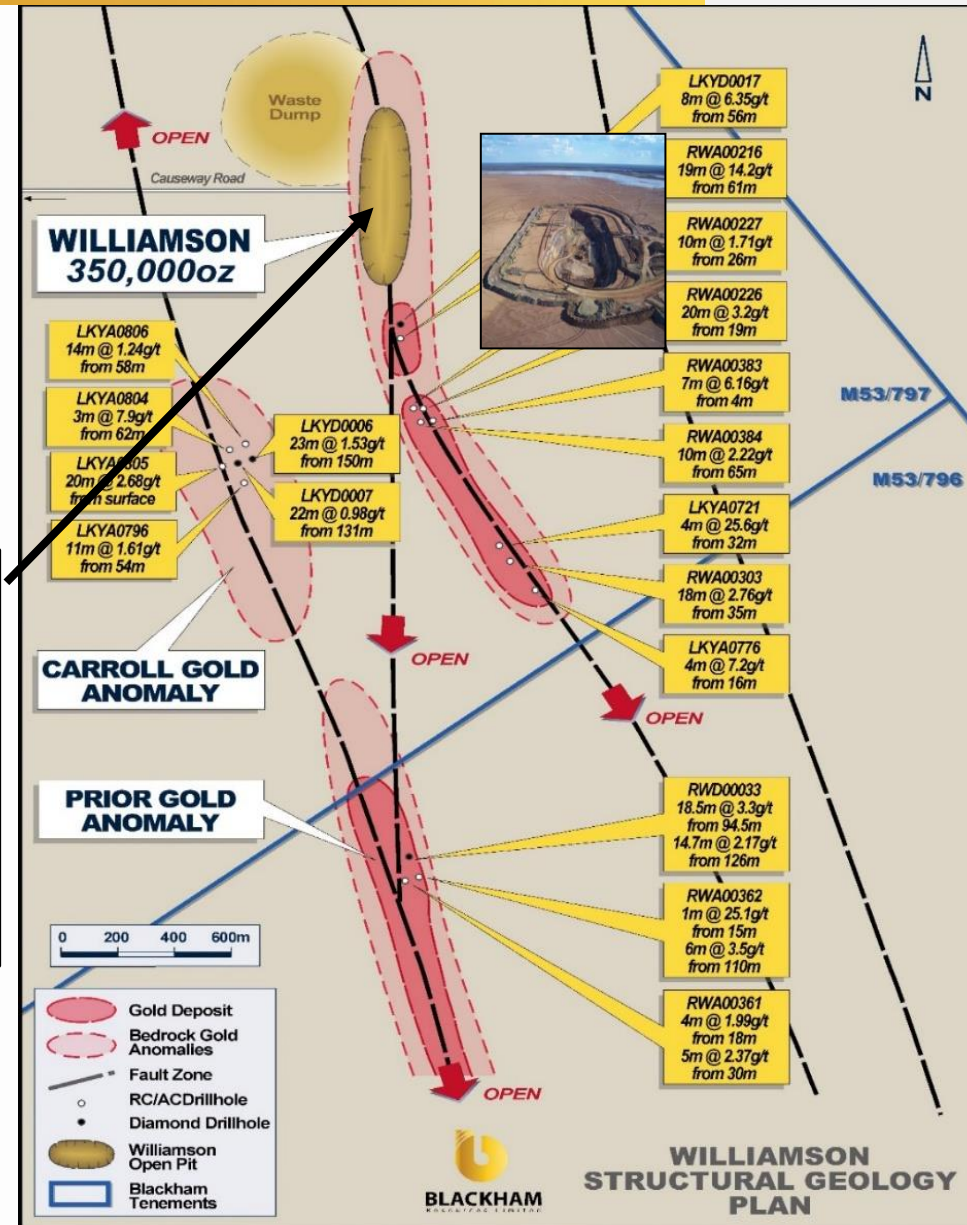 Waste
Dump
N
OPEN
Causeway Road
WILLIAMSON
350,000oz
LKYD0017
8m @ 6.35g/t
from 56m
RWA00216
19m @ 14.2g/t
from 61m
RWA00227
10m @ 1.71g/t
from 26m
RWA00226
20m @ 3.2g/t
from 19m
RWA00383
7m @ 6.16g/t
from 4m
RWA00384
10m @ 2.22g/t
from 65m
LKYA0721
4m @ 25.6g/t
from 32m
RWA00303
18m @ 2.76g/t
from 35m
LKYA0776
4m @ 7.2g/t
from 16m
M53/797
M53/796
LKYA0806
14m @ 1.24g/t
from 58m
LKYA0804
3m @ 7.9g/t
from 62m
LKYA0805
20m @ 2.68g/t
from surface
LKYA0796
11m @ 1.61g/t
from 54m
LKYD0006
23m @ 1.53g/t
from 150m
LKYD0007
22m @ 0.98g/t
from 131m
CARROLL GOLD
ANOMALY
OPEN
OPEN
PRIOR GOLD
ANOMALY
RWD00033
18.5m @ 3.3g/t
from 94.5m
14.7m @ 2.17g/t
from 126m
RWA00362
1m @ 25.1g/t
from 15m
6m @ 3.5g/t
from 110m
RWA00361
4m @ 1.99g/t
from 18m
5m @ 2.37g/t
from 30m
OPEN
0 200 400 600m
Gold Deposit
Bedrock Gold
Anomalies
Fault Zone
RC/ACDrillhole
Diamond Drillhole
Williamson
Open Pit
Blackham
Tenements
BLACKHAM
Resources Limited
WILLIAMSON
STRUCTURAL GEOLOGY
PLAN